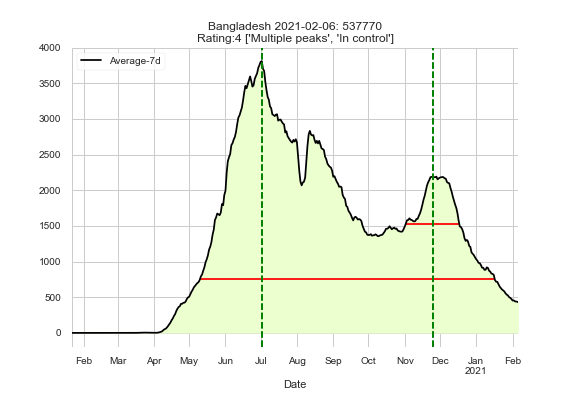 Bangladesh 2021-02-06: 537770
Rating:4 ['Multiple peaks', 'In control']
Average-7d
4000
3500
3000
2500
2000
1500
1000
500
0
Feb Mar Apr May Jun Jul Aug Sep Oct Nov Dec Jan Feb
2021
Date